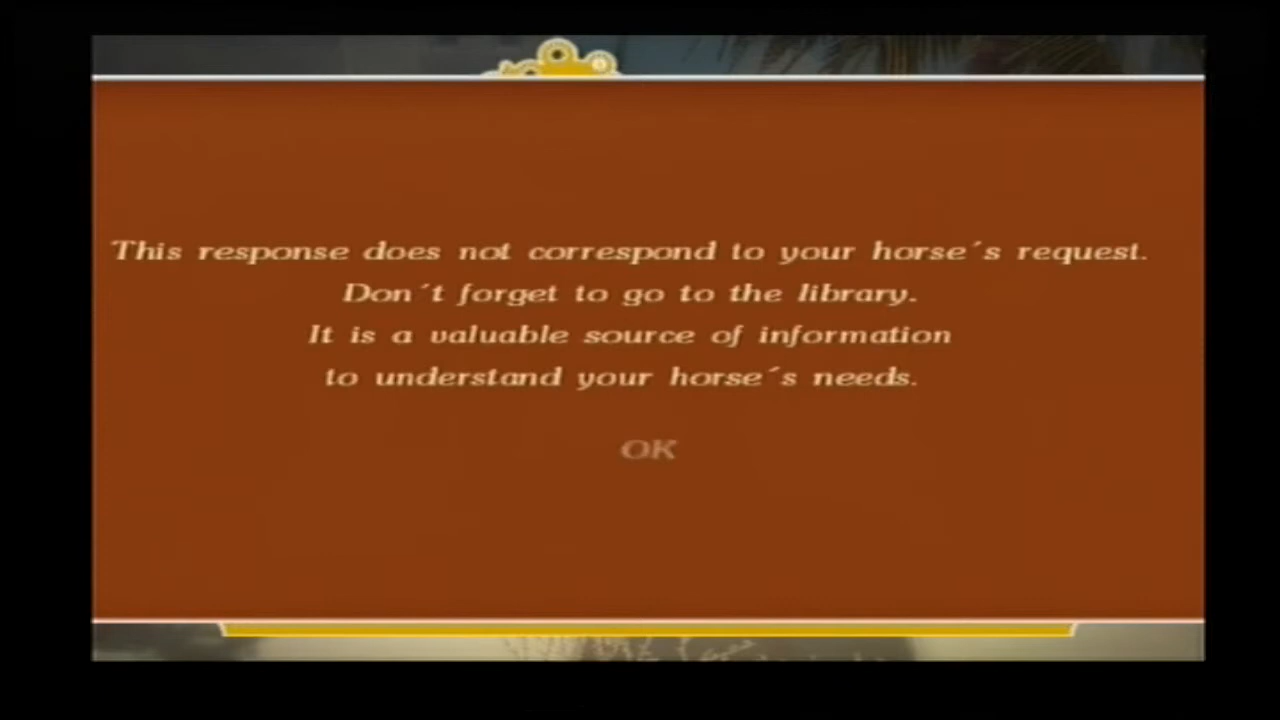 This response does not correspond to your horse´s request.
Don´t forget to go to the library.
It is a valuable source of information
to understand your horse´s needs.
OK